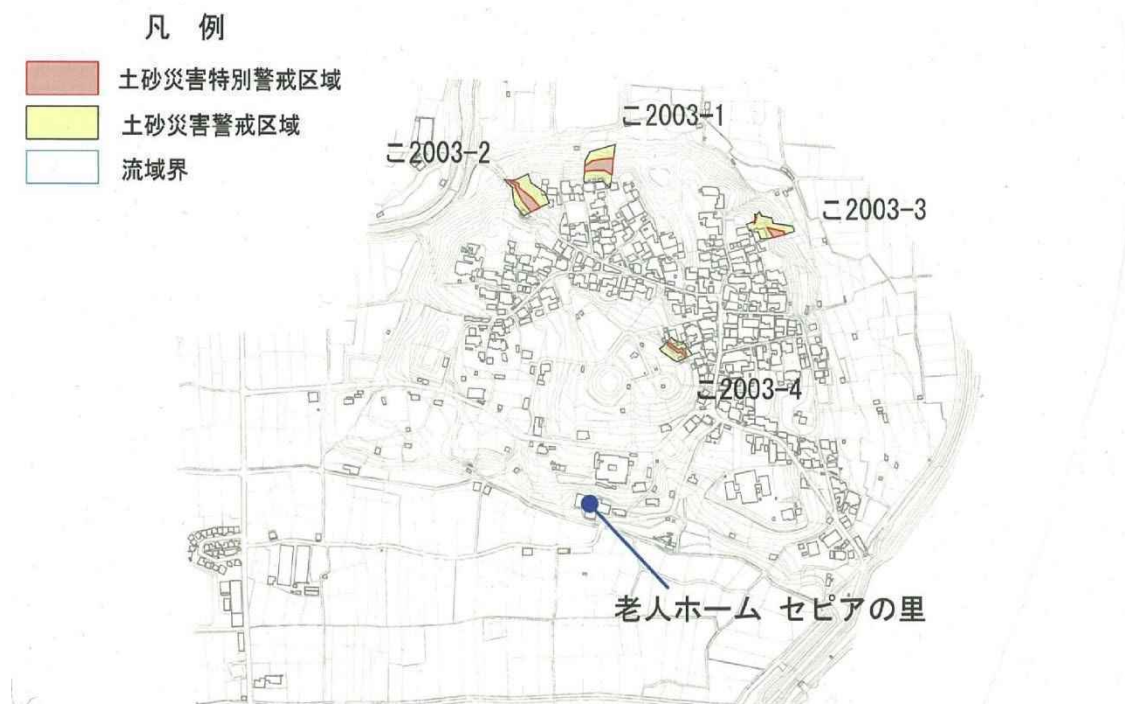 凡 例
土砂災害特別警戒区域
土砂災害警戒区域
流域界
こ2003-1
こ2003-2
こ2003-3
こ2003-4
老人ホーム セピアの里